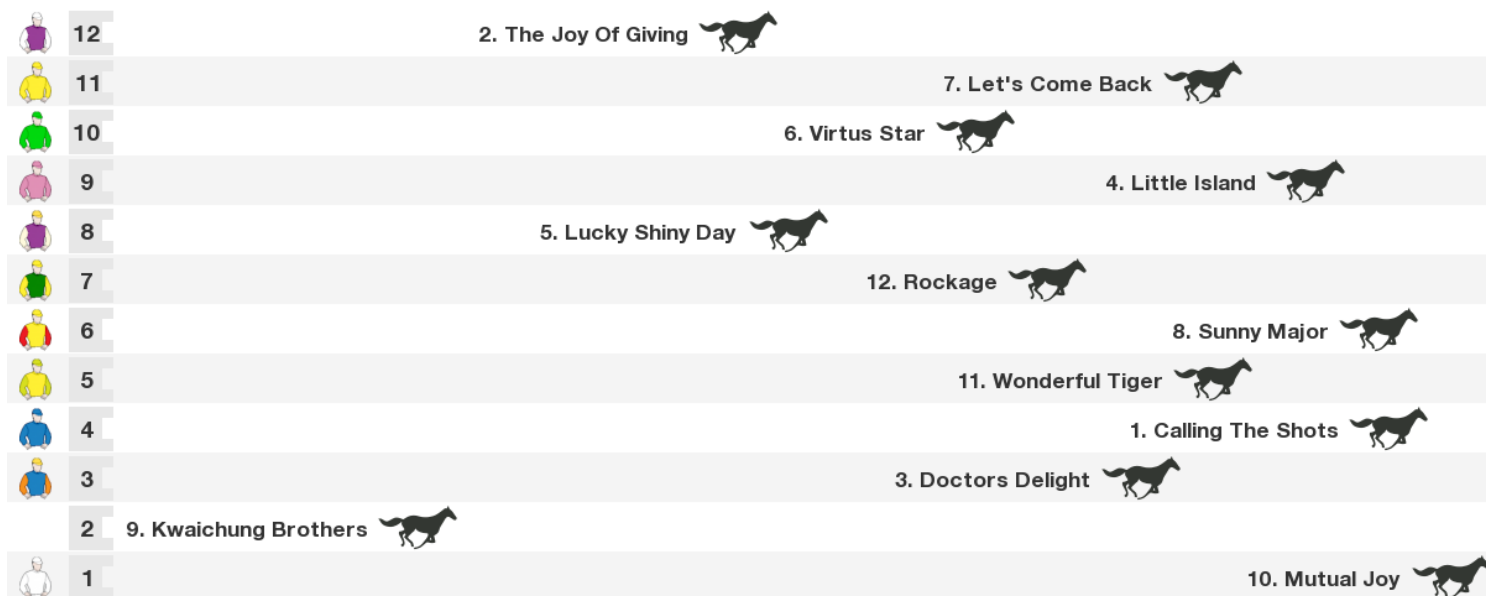 12 2. The Joy Of Giving
11 7. Let's Come Back
10 6. Virtus Star
9 4. Little Island
8 5. Lucky Shiny Day
7 12. Rockage
6 8. Sunny Major
5 11. Wonderful Tiger
4 1. Calling The Shots
3 3. Doctors Delight
2 9. Kwaichung Brothers
1 10. Mutual Joy